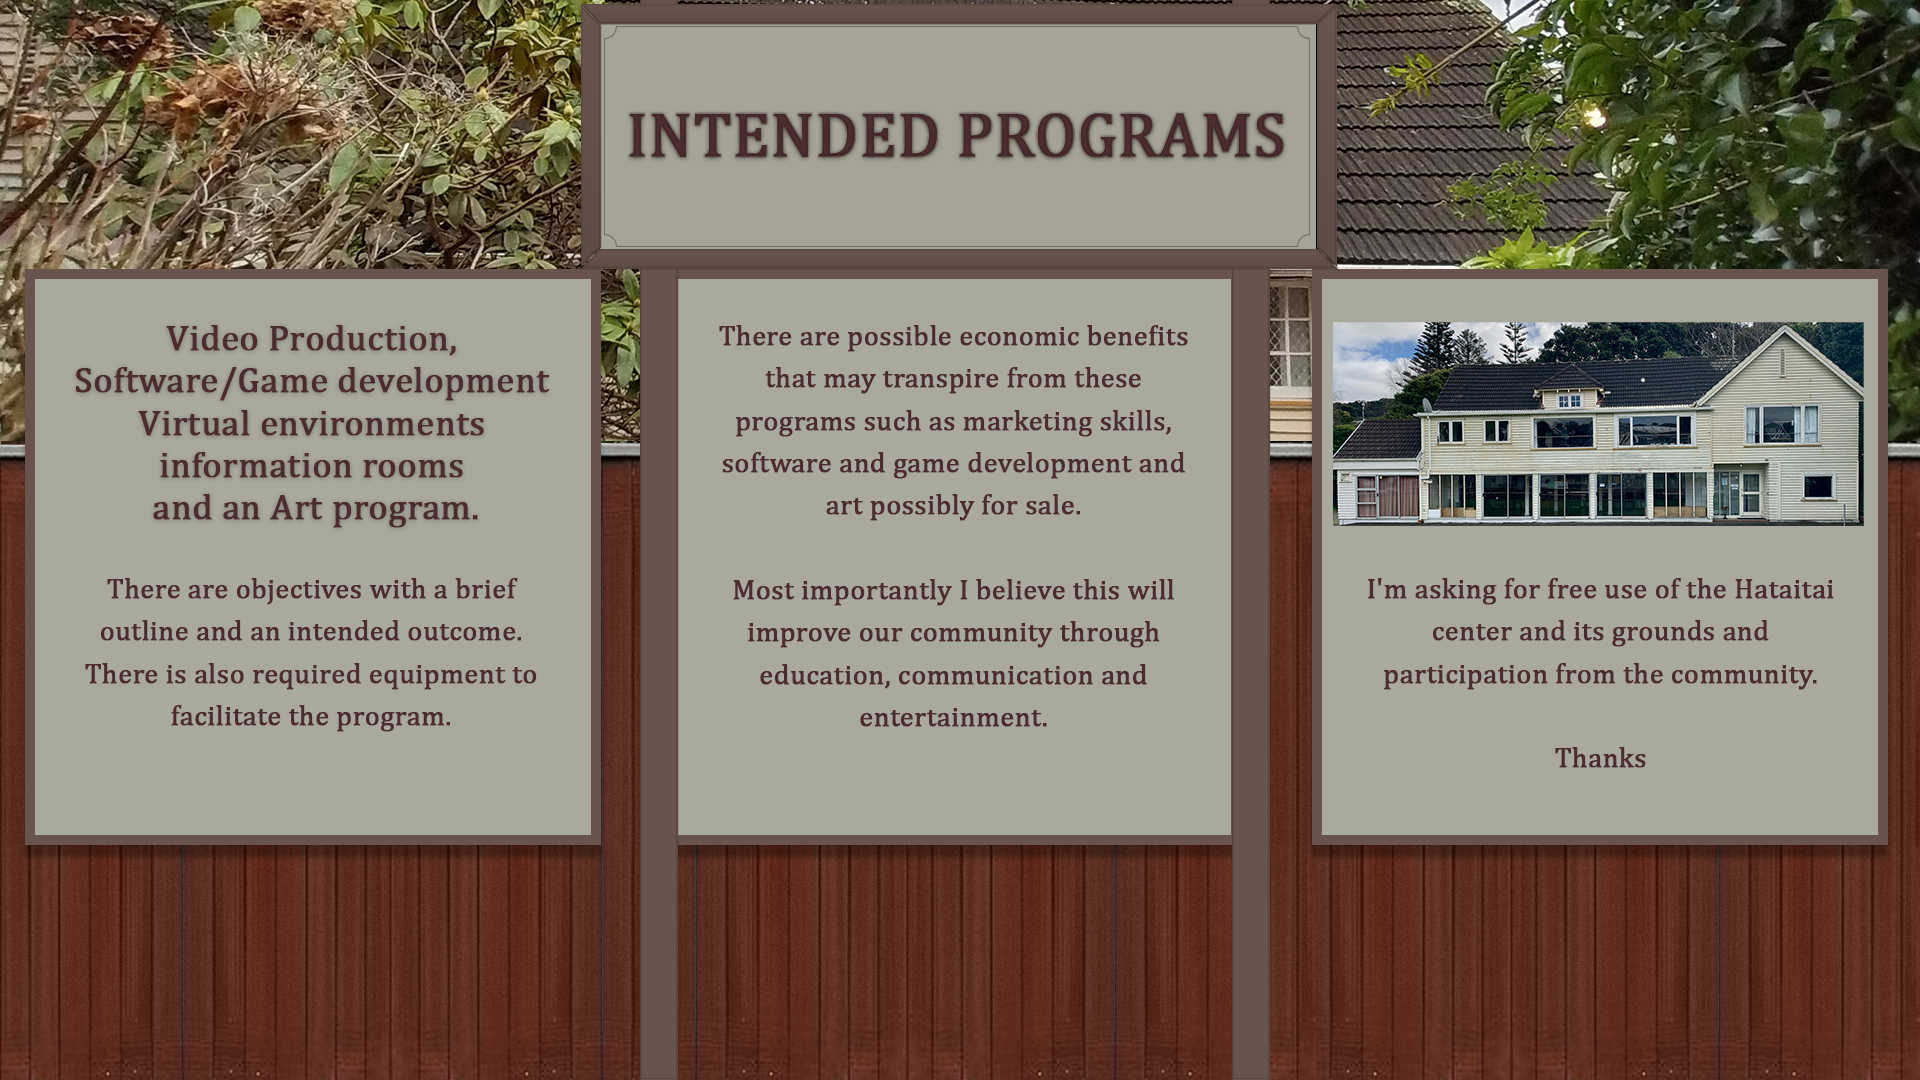 INTENDED PROGRAMS
Video Production,
Software/Game development
Virtual environments
information rooms
and an Art program.
There are objectives with a brief
outline and an intended outcome.
There is also required equipment to
facilitate the program.
There are possible economic benefits
that may transpire from these
programs such as marketing skills,
software and game development and
art possibly for sale.
Most importantly I believe this will
improve our community through
education, communication and
entertainment.
I'm asking for free use of the Hataitai
center and its grounds and
participation from the community.
Thanks